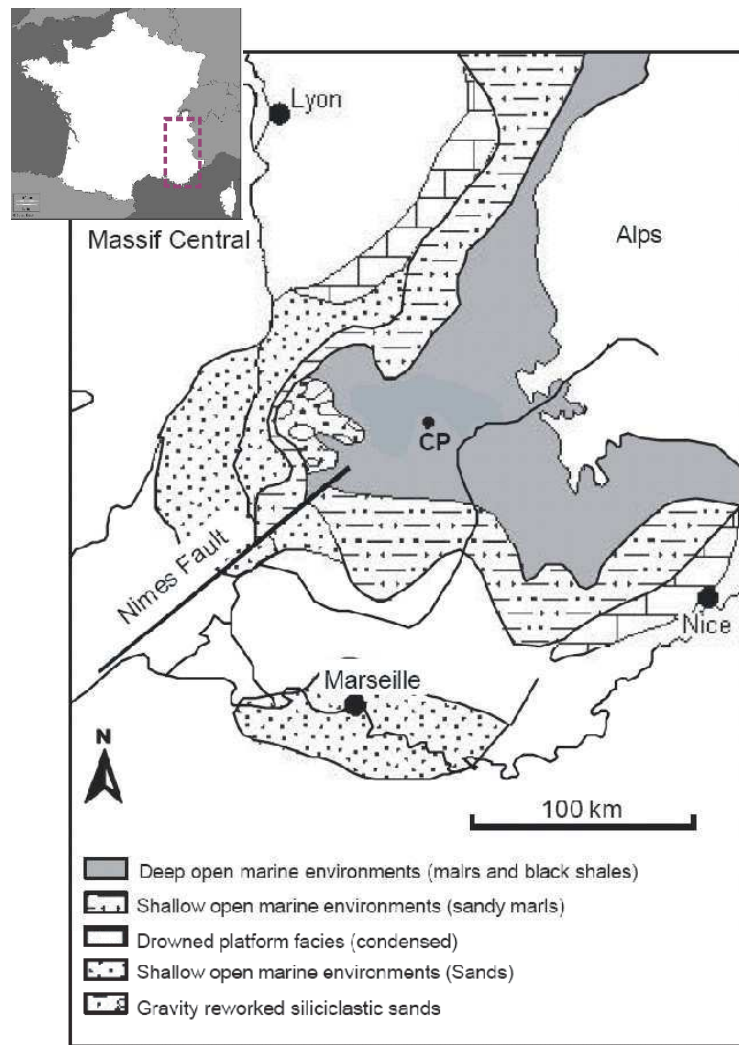 Lyon
Massif Central
Alps
CP
Nimes Fault
Nice
Marseille
N
100 km
Deep open marine environments (malrs and black shales)
Shallow open marine environments (sandy marls)
Drowned platform facies (condensed)
Shallow open marine environments (Sands)
Gravity reworked siliciclastic sands